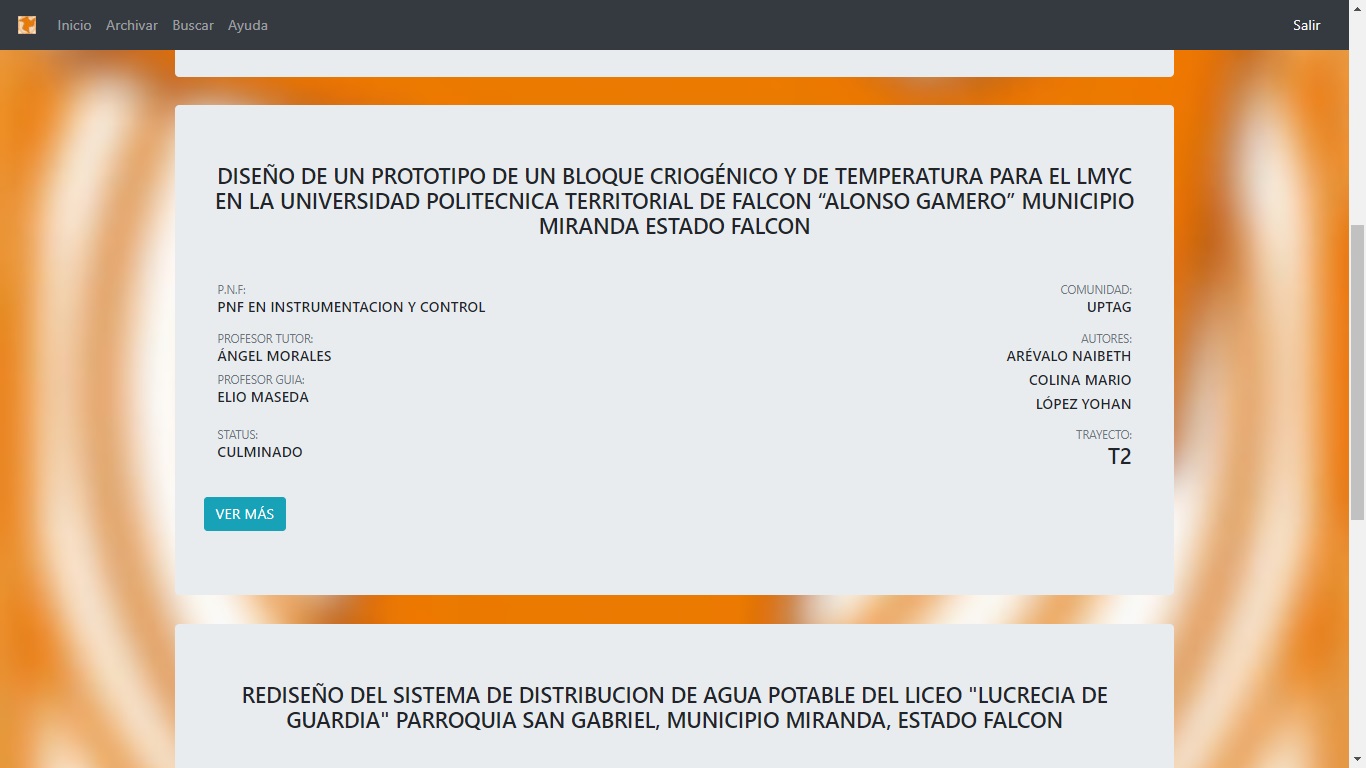 Inicio Archivar Buscar Ayuda Salir
DISEÑO DE UN PROTOTIPO DE UN BLOQUE CRIOGÉNICO Y DE TEMPERATURA PARA EL LMYC
EN LA UNIVERSIDAD POLITECNICA TERRITORIAL DE FALCON “ALONSO GAMERO” MUNICIPIO
MIRANDA ESTADO FALCON
P.N.F:
PNF EN INSTRUMENTACION Y CONTROL
COMUNIDAD:
UPTAG
PROFESOR TUTOR:
ÁNGEL MORALES
PROFESOR GUIA:
ELIO MASEDA
AUTORES:
ARÉVALO NAIBETH
COLINA MARIO
LÓPEZ YOHAN
STATUS:
CULMINADO
TRAYECTO:
T2
VER MÁS
REDISEÑO DEL SISTEMA DE DISTRIBUCION DE AGUA POTABLE DEL LICEO "LUCRECIA DE
GUARDIA" PARROQUIA SAN GABRIEL, MUNICIPIO MIRANDA, ESTADO FALCON